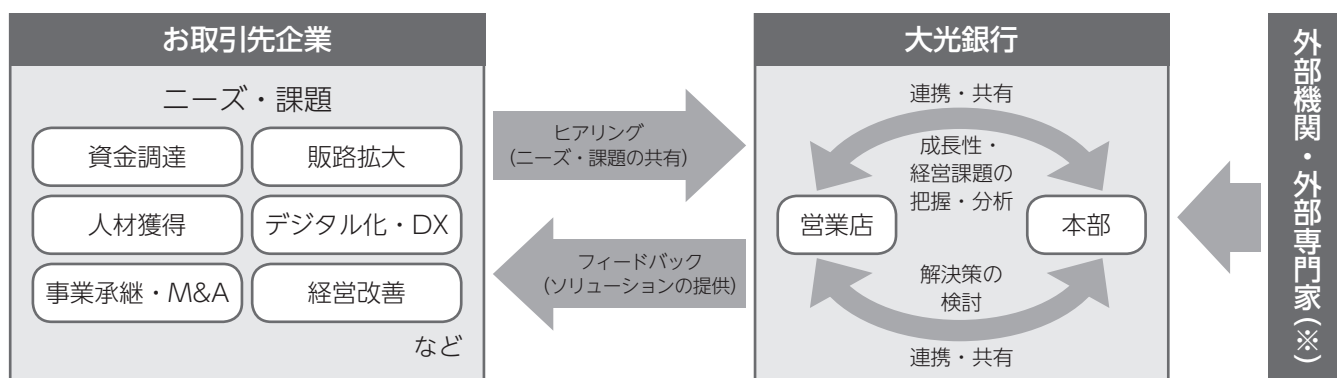 お取引先企業
ニーズ・課題
資金調達
販路拡大
人材獲得
デジタル化・DX
事業承継・M&A
経営改善
など
ヒアリング
(ニーズ・課題の共有)
フィードバック
(ソリューションの提供)
大光銀行
連携・共有
成長性・
経営課題の
把握・分析
営業店
本部
解決策の
検討
連携・共有
外部機関・外部専門家(※)